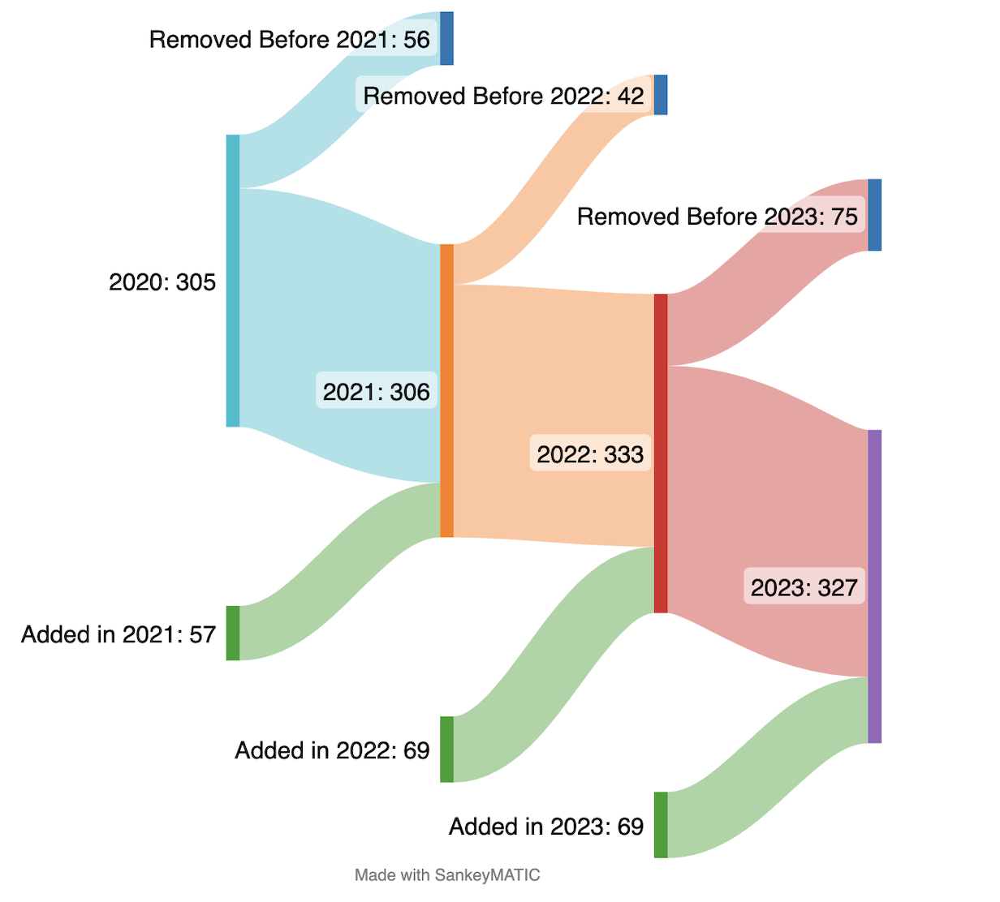 Removed Before 2021: 56
Removed Before 2022: 42
Removed Before 2023: 75
2020: 305
2021: 306
2022: 333
2023: 327
Added in 2021: 57
Added in 2022: 69
Added in 2023: 69
Made with SankeyMATIC